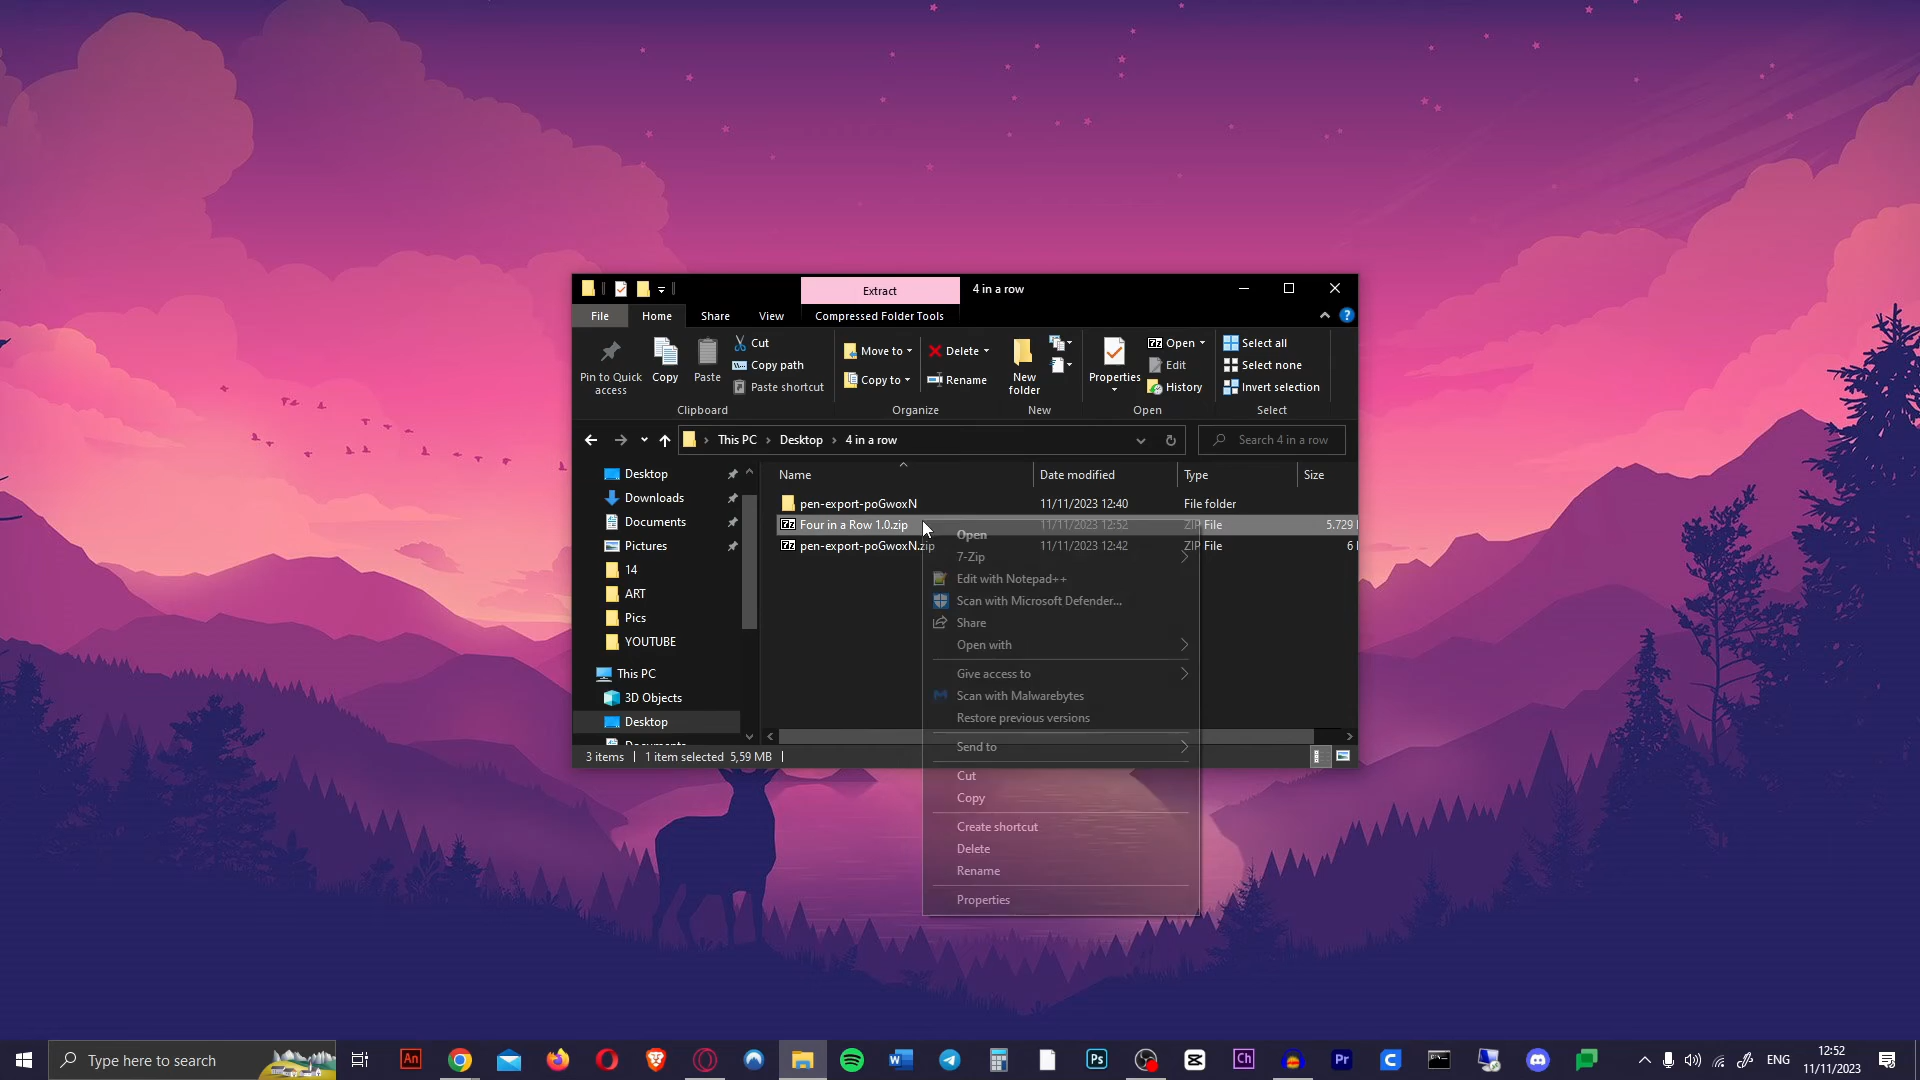 Extract
4 in a row
File
Home
Share
View
Compressed Folder Tools
Pin to Quick access
Copy
Paste
Cut
Copy path
Paste shortcut
Move to
Copy to
Delete
Rename
New folder
Properties
Open
Edit
History
Select all
Select none
Invert selection
Clipboard
Organize
New
Open
Select
This PC
Desktop
4 in a row
Search 4 in a row
Name
Date modified
Type
Size
Desktop
Downloads
Documents
Pictures
14
ART
Pics
YOUTUBE
This PC
3D Objects
Desktop
pen-export-poGwoxN 11/11/2023 12:40 File folder
Four in a Row 1.0.zip 11/11/2023 12:52 ZIP File 5.729
pen-export-poGwoxN.zip 11/11/2023 12:42 ZIP File 6
Open
7-Zip
Edit with Notepad++
Scan with Microsoft Defender...
Share
Open with
Give access to
Scan with Malwarebytes
Restore previous versions
Send to
Cut
Copy
Create shortcut
Delete
Rename
Properties
3 items
1 item selected 5,59 MB
Type here to search
An
Ps
Ch
Pr
ENG
12:52
11/11/2023